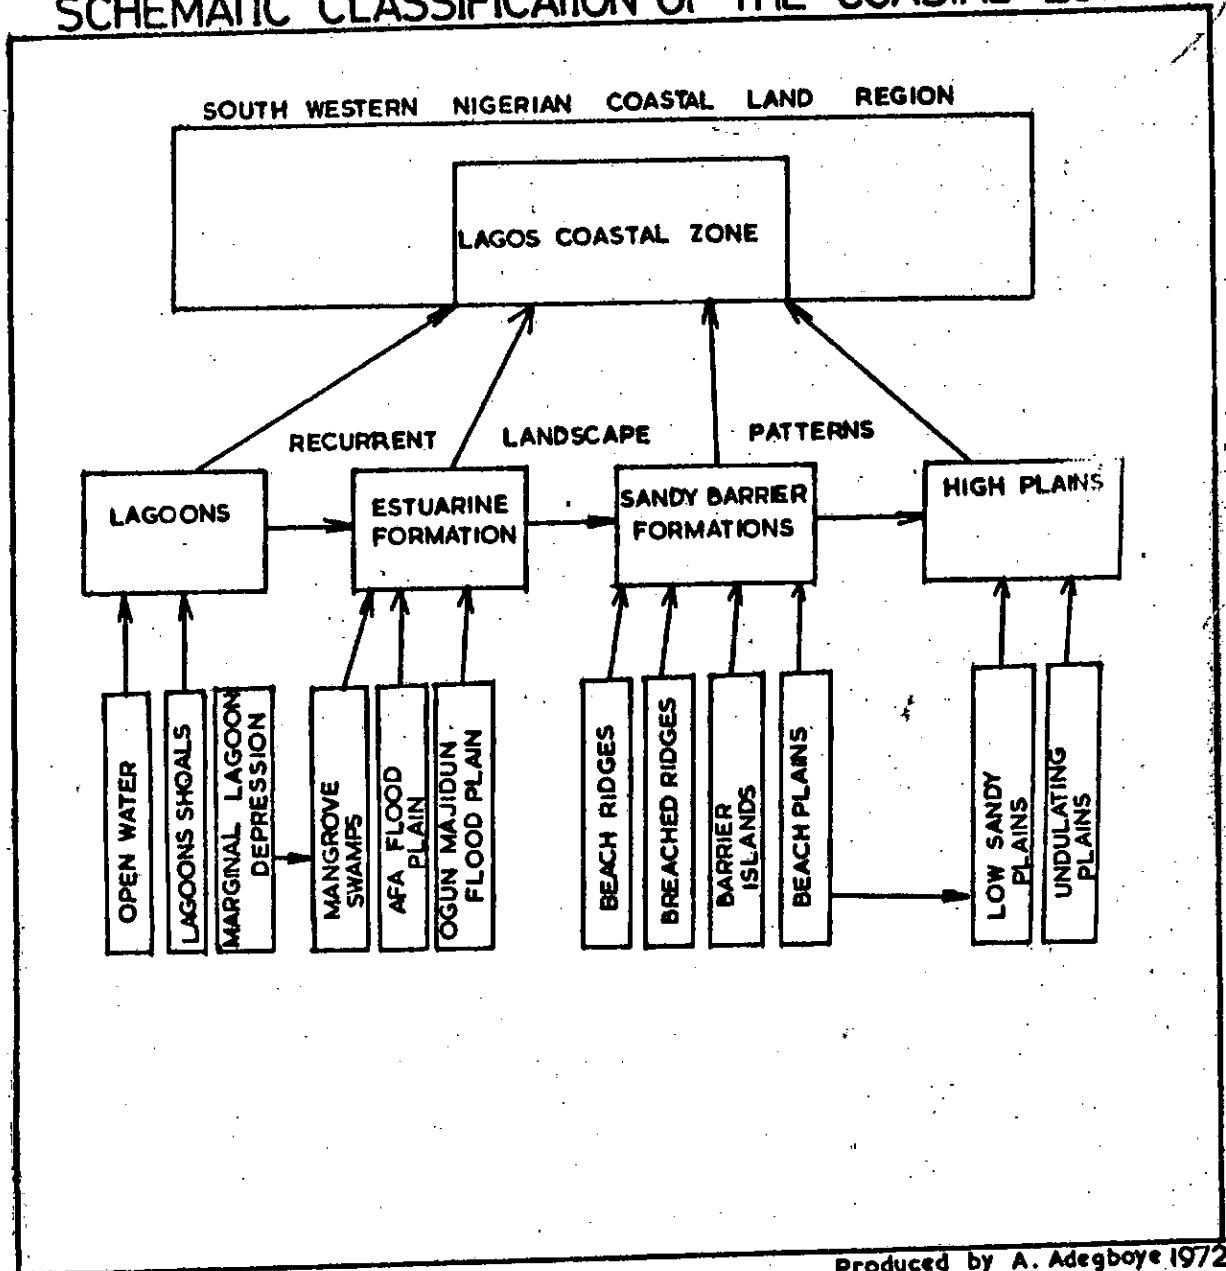 SCHEMATIC CLASSIFICATION OF THE COASTAL
SOUTH WESTERN NIGERIAN COASTAL LAND REGION
LAGOS COASTAL ZONE
RECURRENT LANDSCAPE PATTERNS
LAGOONS
ESTUARINE
FORMATION
SANDY BARRIER
FORMATIONS
HIGH PLAINS
OPEN WATER
LAGOONS SHOALS
MARGINAL LAGOON
DEPRESSION
MANGROVE
SWAMPS
AFA FLOOD
PLAIN
OGUN MAJIDUN
FLOOD PLAIN
BEACH RIDGES
BREACHED RIDGES
BARRIER
ISLANDS
BEACH PLAINS
LOW SANDY
PLAINS
UNDULATING
PLAINS
Produced by A. Adegboye 1972